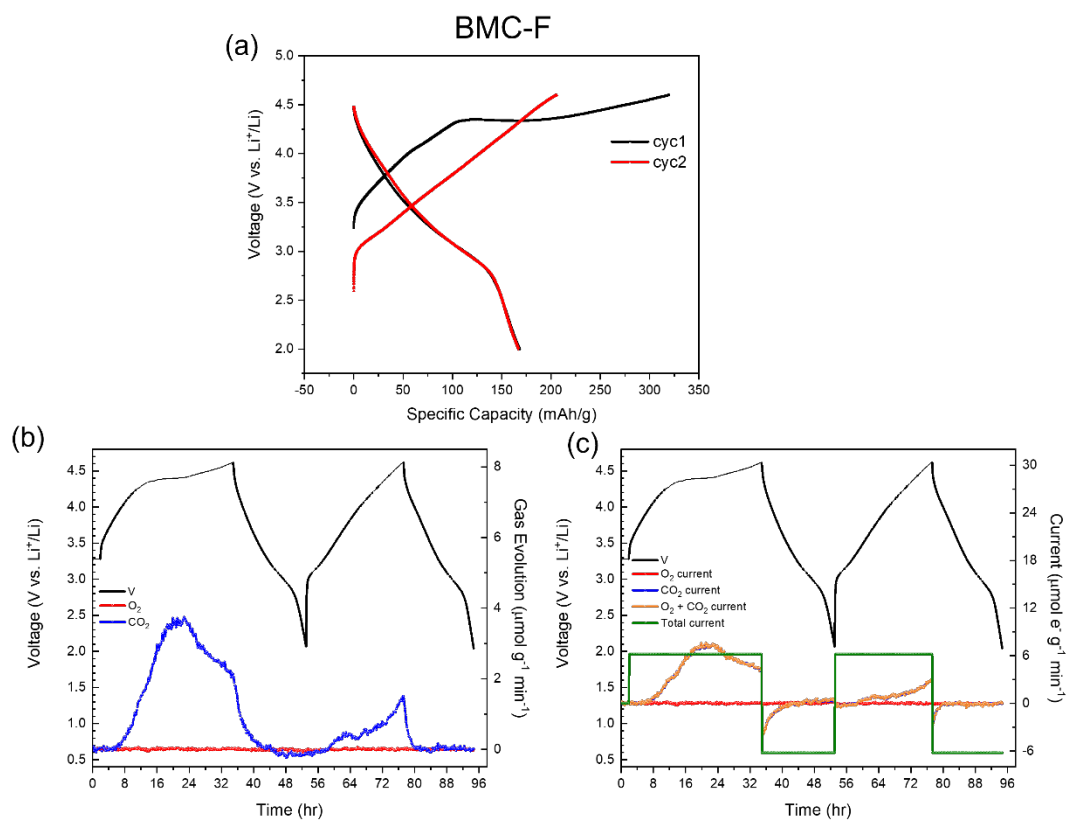 BMC-F
(a)
5.0
4.5
4.0
3.5
3.0
2.5
2.0
Voltage (V vs. Li⁺/Li)
cyc1
cyc2
-50 0 50 100 150 200 250 300 350
Specific Capacity (mAh/g)
(b)
4.5
4.0
3.5
3.0
2.5
2.0
1.5
1.0
0.5
Voltage (V vs. Li⁺/Li)
V
O₂
CO₂
8
6
4
2
0
Gas Evolution (μmol g⁻¹ min⁻¹)
0 8 16 24 32 40 48 56 64 72 80 88 96
Time (hr)
(c)
4.5
4.0
3.5
3.0
2.5
2.0
1.5
1.0
0.5
Voltage (V vs. Li⁺/Li)
V
O₂ current
CO₂ current
O₂ + CO₂ current
Total current
30
24
18
12
6
0
-6
Current (μmol e⁻ g⁻¹ min⁻¹)
0 8 16 24 32 40 48 56 64 72 80 88 96
Time (hr)